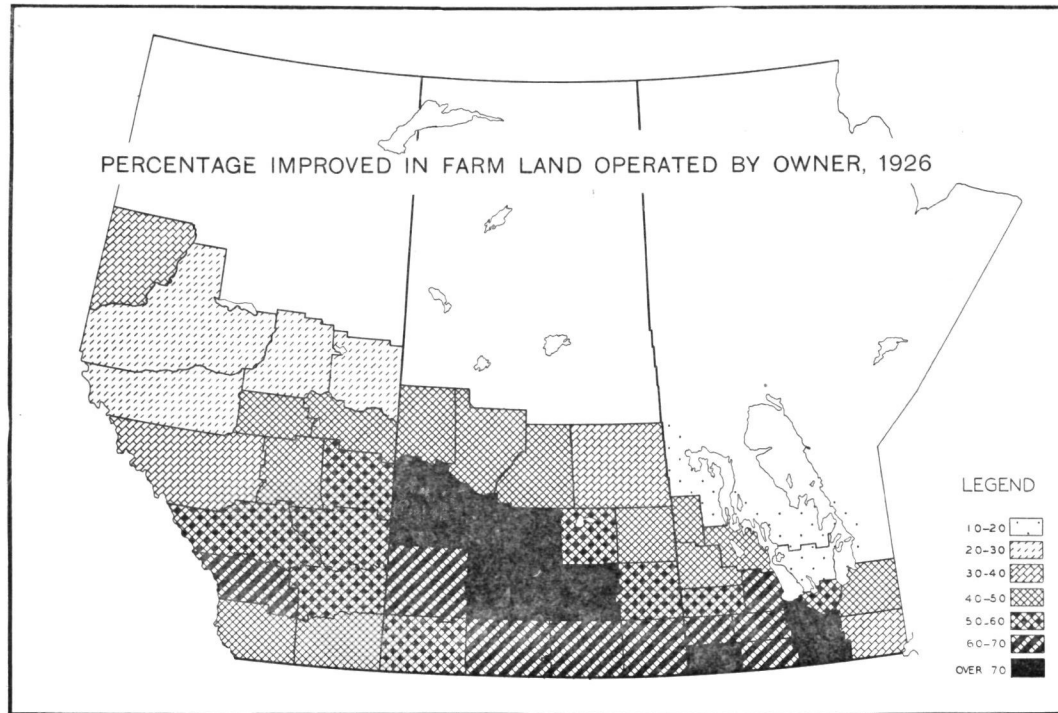 PERCENTAGE IMPROVED IN FARM LAND OPERATED BY OWNER, 1926
LEGEND
10-20
20-30
30-40
40-50
50-60
60-70
OVER 70